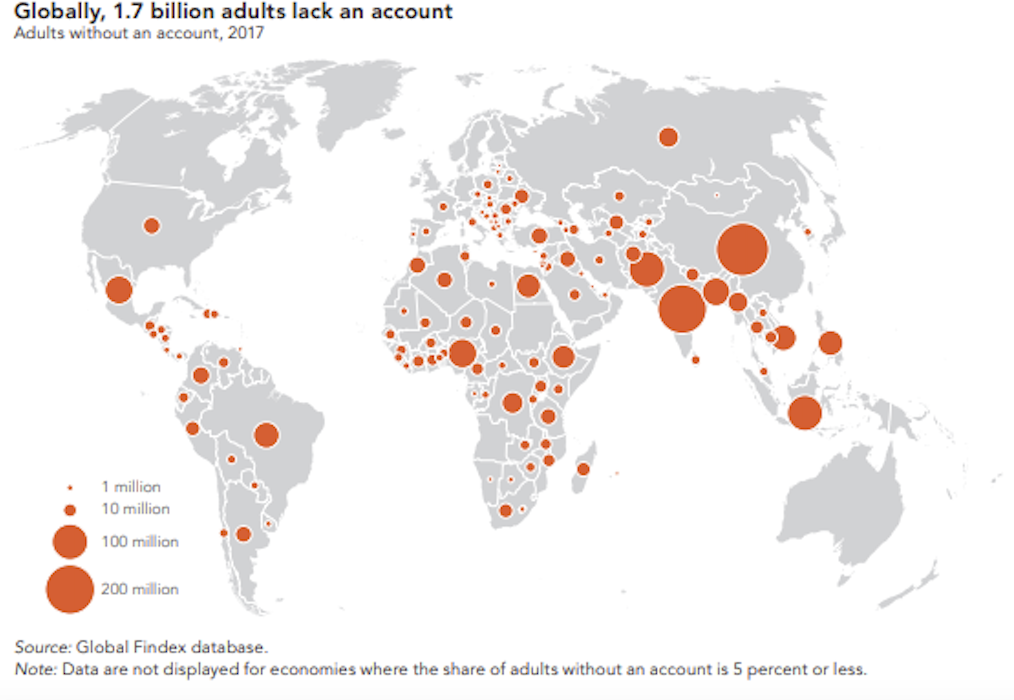 Globally, 1.7 billion adults lack an account
Adults without an account, 2017
1 million
10 million
100 million
200 million
Source: Global Findex database.
Note: Data are not displayed for economies where the share of adults without an account is 5 percent or less.